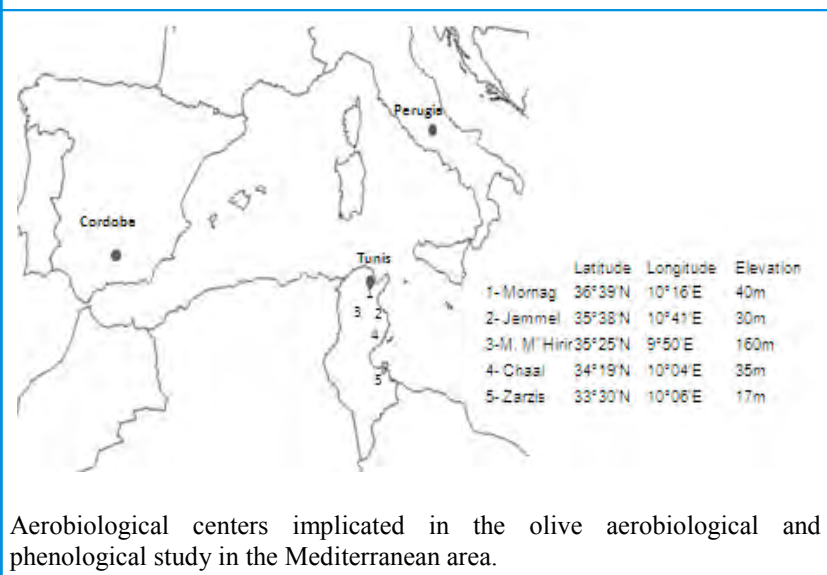 Perugia
Cordoba
Tunis
1
3 2
4
5
Latitude Longitude Elevation
1- Mornag 36°39'N 10°16'E 40m
2- Jemmel 35°38'N 10°41'E 30m
3-M. M'Hirir 35°25'N 9°50'E 160m
4- Chaal 34°19'N 10°04'E 35m
5- Zarzis 33°30'N 10°06'E 17m
Aerobiological centers implicated in the olive aerobiological and
phenological study in the Mediterranean area.